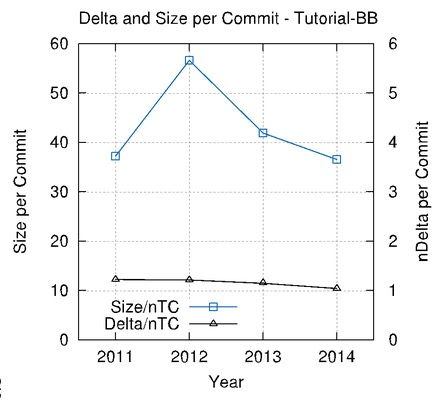 Delta and Size per Commit - Tutorial-BB
60
50
40
30
20
10
0
6
5
4
3
2
1
0
Size per Commit
nDelta per Commit
Size/nTC
Delta/nTC
2011 2012 2013 2014
Year